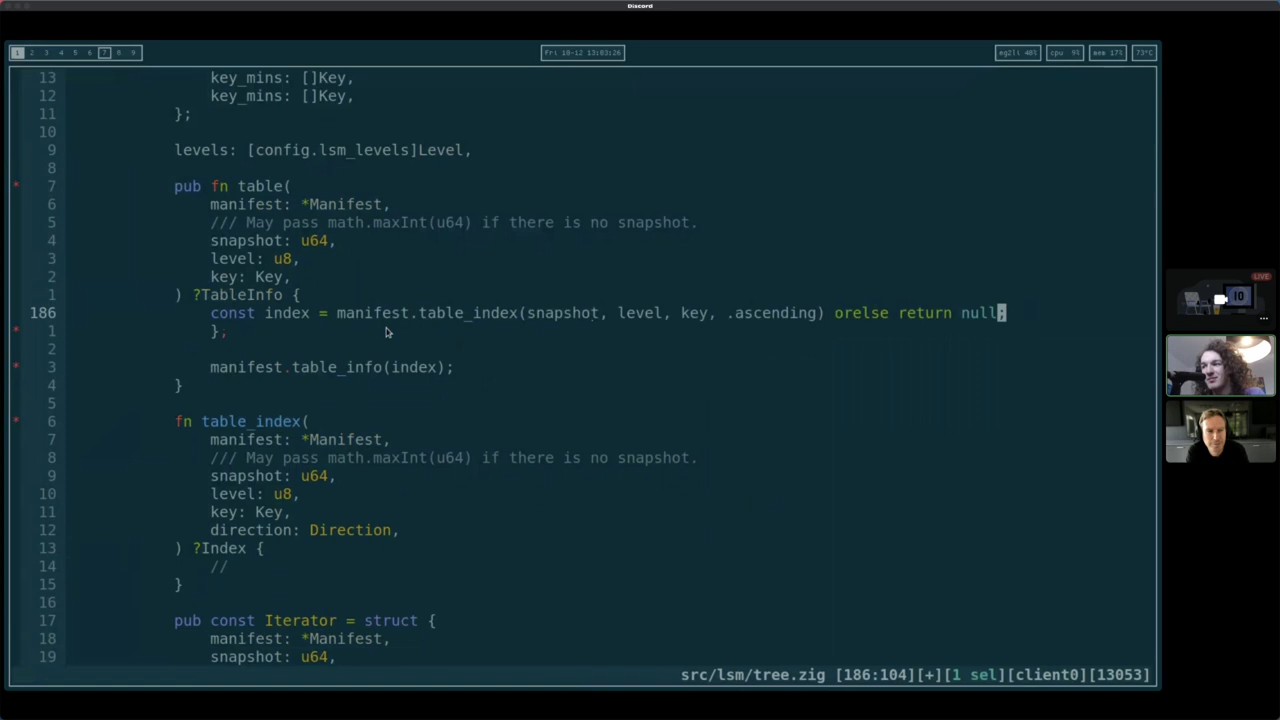 Discord
1 2 3 4 5 6 7 8 9
Fri 10-12 13:03:26
cpu 9%
mem 17%
73°C
13 key_mins: []Key,
12 key_mins: []Key,
11 };
10
9 levels: [config.lsm_levels]Level,
8
* 7 pub fn table(
6 manifest: *Manifest,
5 /// May pass math.maxInt(u64) if there is no snapshot.
4 snapshot: u64,
3 level: u8,
2 key: Key,
1 ) ?TableInfo {
186 const index = manifest.table_index(snapshot, level, key, .ascending) orelse return null;
* 1 };
2
* 3 manifest.table_info(index);
4 }
5
* 6 fn table_index(
7 manifest: *Manifest,
8 /// May pass math.maxInt(u64) if there is no snapshot.
9 snapshot: u64,
10 level: u8,
11 key: Key,
12 direction: Direction,
13 ) ?Index {
14 //
15 }
16
17 pub const Iterator = struct {
18 manifest: *Manifest,
19 snapshot: u64,
src/lsm/tree.zig [186:104][+][1 sel][client0][13053]
LIVE
10